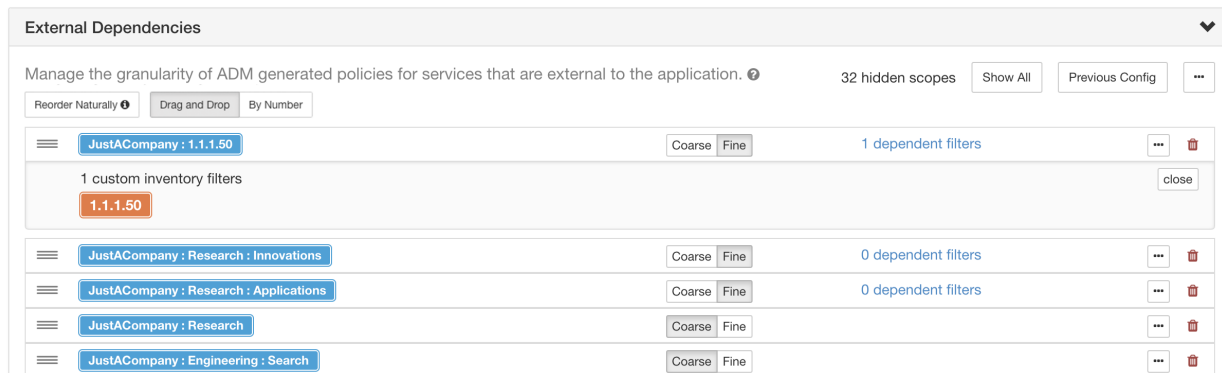 External Dependencies
Manage the granularity of ADM generated policies for services that are external to the application.
32 hidden scopes Show All Previous Config
Reorder Naturally Drag and Drop By Number
JustACompany : 1.1.1.50 Coarse Fine 1 dependent filters
1 custom inventory filters close
1.1.1.50
JustACompany : Research : Innovations Coarse Fine 0 dependent filters
JustACompany : Research : Applications Coarse Fine 0 dependent filters
JustACompany : Research Coarse Fine
JustACompany : Engineering : Search Coarse Fine